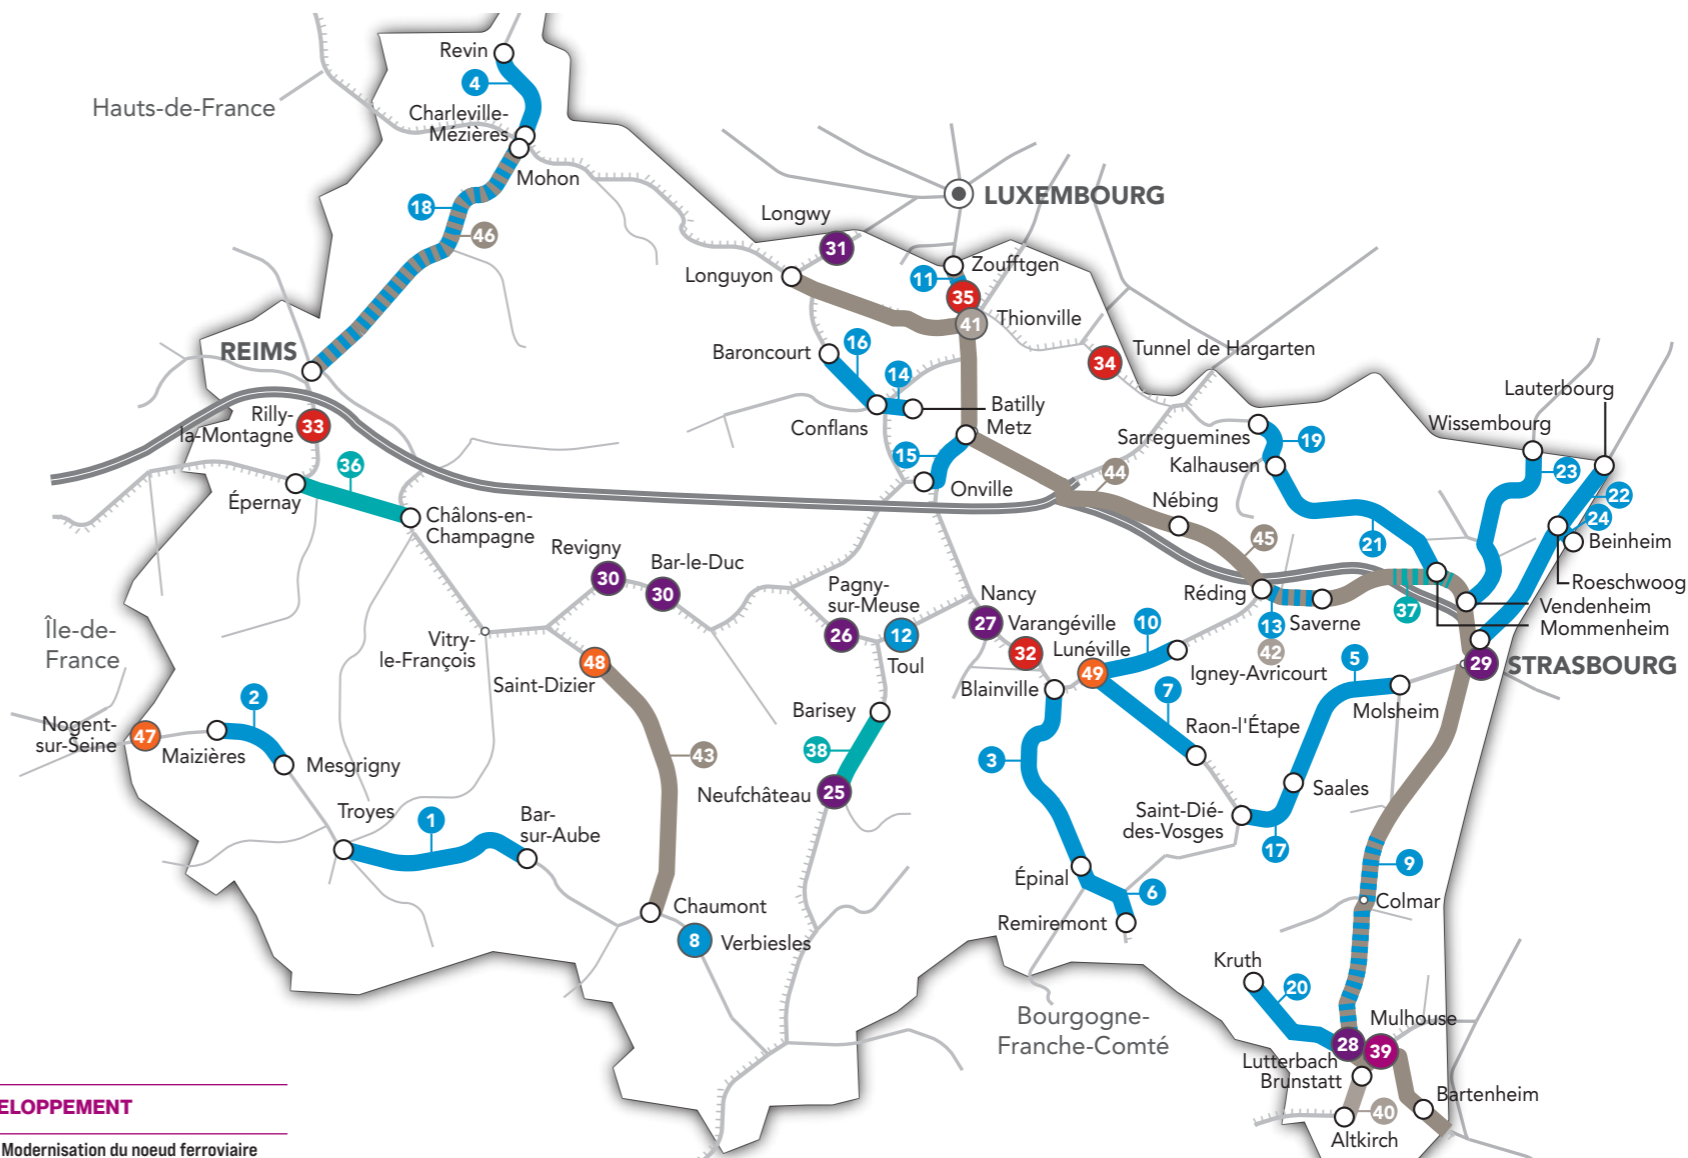 Revin
4
Hauts-de-France
Charleville-
Mézières
Mohon
18
46
LUXEMBOURG
Longwy
31
Longuyon
Zoufftgen
11
35
41
Thionville
REIMS
Baroncourt
16
14
Tunnel de Hargarten
34
Batilly
Conflans
Metz
15
Onville
Rilly-
la-Montagne
33
36
Épernay
Châlons-en-
Champagne
Lauterbourg
Wissembourg
Sarreguemines
19
Kalhausen
23
22
44
Nébing
24
Beinheim
45
21
Roeschwoog
Vendenheim
Mommenheim
Réding
37
13
Saverne
42
29
STRASBOURG
Revigny
30
Bar-le-Duc
30
Pagny-
sur-Meuse
26
12
Toul
Nancy
27
Varangéville
32
Lunéville
10
49
Igney-Avricourt
5
Molsheim
Île-de-
France
Vitry-
le-François
48
Saint-Dizier
Blainville
7
Raon-l'Étape
2
Nogent-
sur-Seine
47
Maizières
Mesgrigny
43
Barisey
38
Neufchâteau
25
3
Saales
Saint-Dié-
des-Vosges
17
Troyes
1
Bar-
sur-Aube
9
Épinal
6
Colmar
Remiremont
Chaumont
8
Verbiesles
Kruth
20
Bourgogne-
Franche-Comté
Mulhouse
28
39
Lutterbach
Brunstatt
Bartenheim
40
Altkirch
ELOPPEMENT
Modernisation du noeud ferroviaire